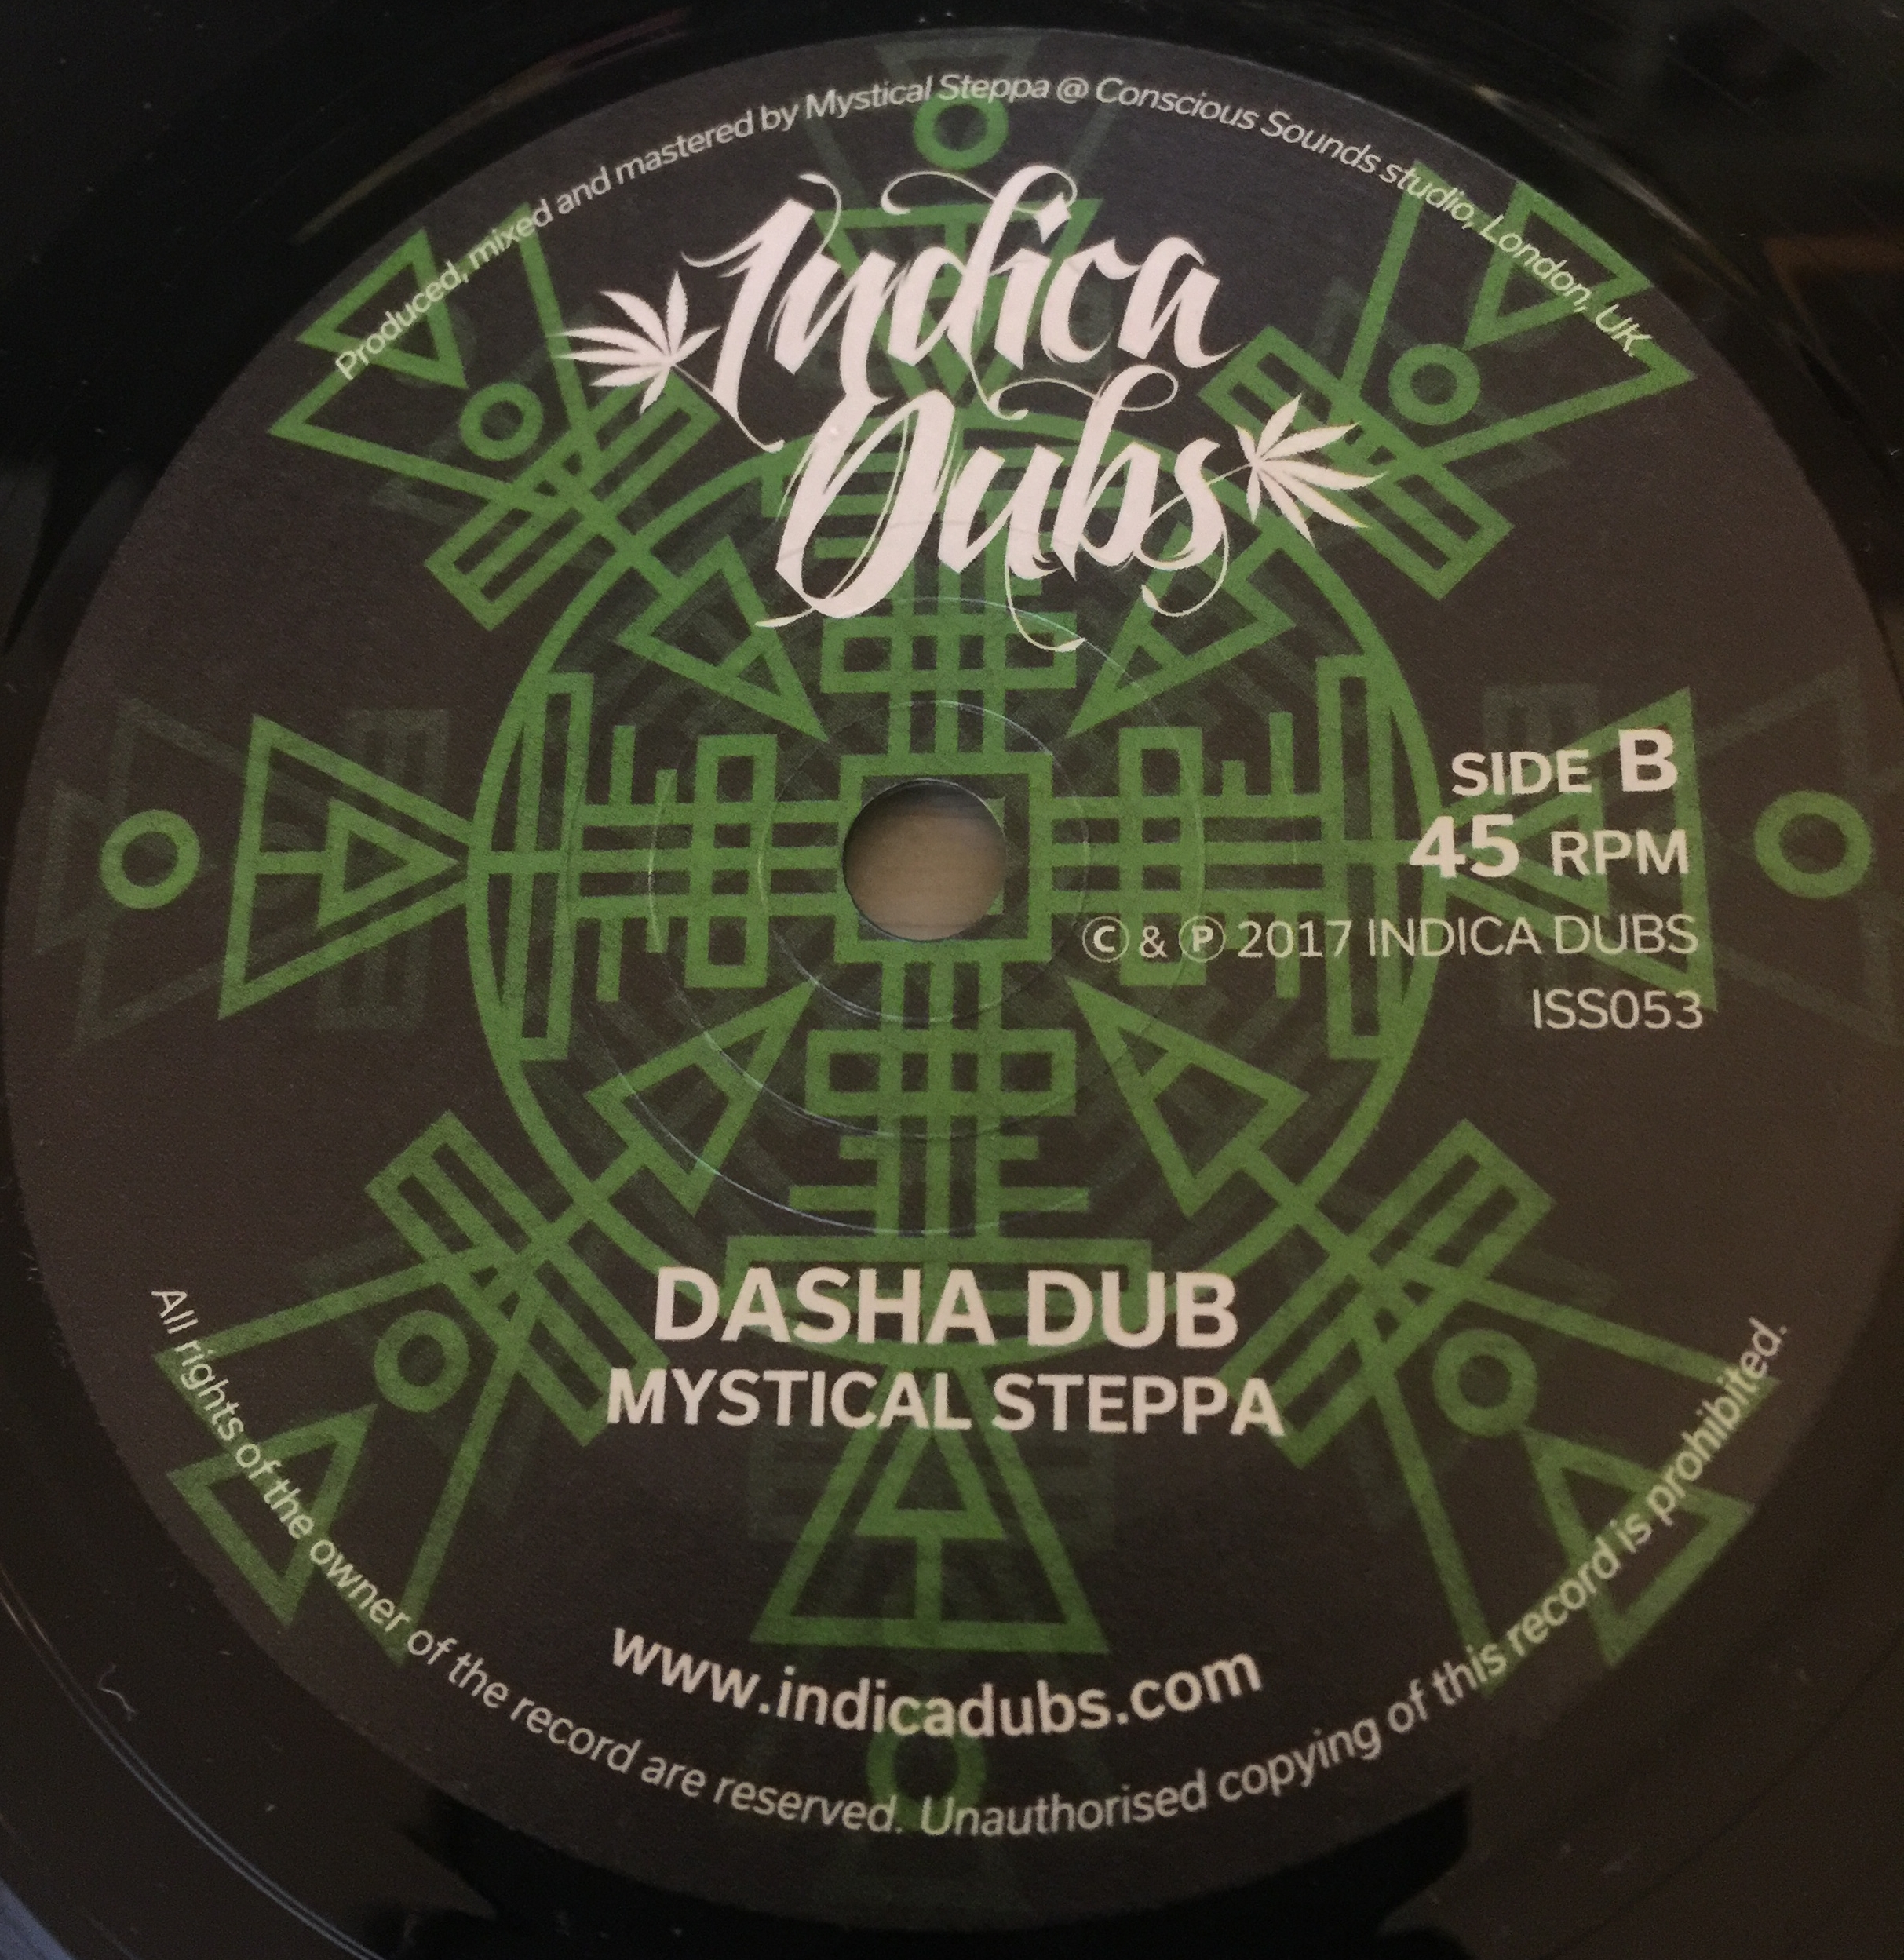 Produced, mixed and mastered by Mystical Steppa @ Conscious Sounds studio, London, UK.
Indica
Dubs
SIDE B
45 RPM
© & ℗ 2017 INDICA DUBS
ISS053
DASHA DUB
MYSTICAL STEPPA
www.indicadubs.com
All rights of the owner of the record are reserved. Unauthorised copying of this record is prohibited.